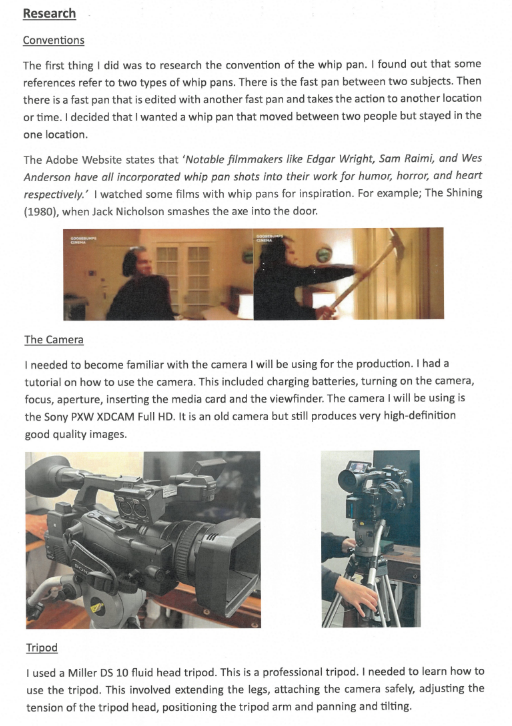 Research
Conventions
The first thing I did was to research the convention of the whip pan. I found out that some
references refer to two types of whip pans. There is the fast pan between two subjects. Then
there is a fast pan that is edited with another fast pan and takes the action to another location
or time. I decided that I wanted a whip pan that moved between two people but stayed in the
one location.
The Adobe Website states that ‘Notable filmmakers like Edgar Wright, Sam Raimi, and Wes
Anderson have all incorporated whip pan shots into their work for humor, horror, and heart
respectively.’ I watched some films with whip pans for inspiration. For example; The Shining
(1980), when Jack Nicholson smashes the axe into the door.
The Camera
I needed to become familiar with the camera I will be using for the production. I had a
tutorial on how to use the camera. This included charging batteries, turning on the camera,
focus, aperture, inserting the media card and the viewfinder. The camera I will be using is
the Sony PXW XDCAM Full HD. It is an old camera but still produces very high-definition
good quality images.
Tripod
I used a Miller DS 10 fluid head tripod. This is a professional tripod. I needed to learn how to
use the tripod. This involved extending the legs, attaching the camera safely, adjusting the
tension of the tripod head, positioning the tripod arm and panning and tilting.